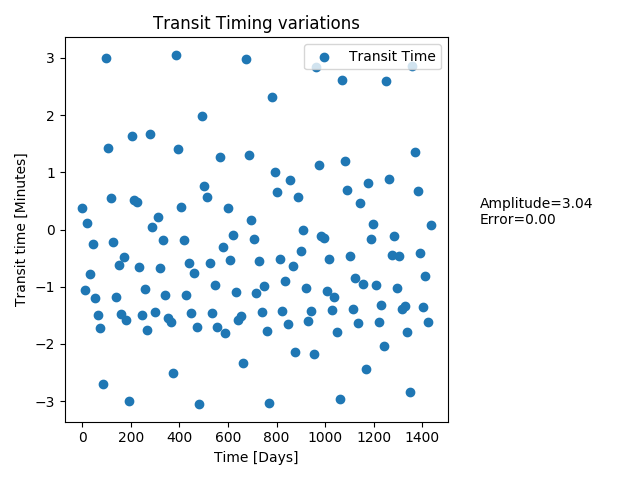 Transit Timing variations
Transit Time
3
2
1
0
−1
−2
−3
Transit time [Minutes]
0
200
400
600
800
1000
1200
1400
Time [Days]
Amplitude=3.04
Error=0.00